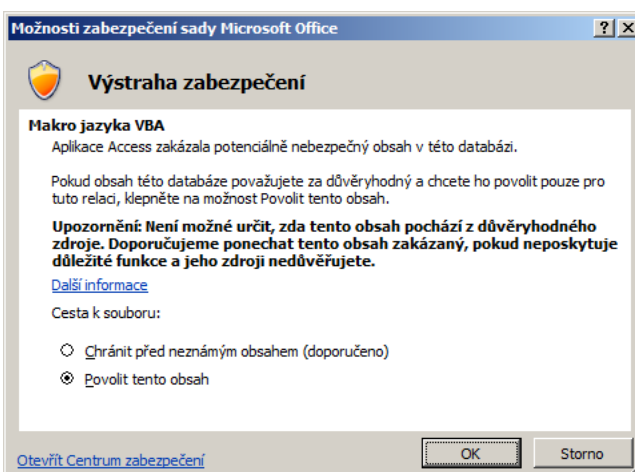 Možnosti zabezpečení sady Microsoft Office
Výstraha zabezpečení
Makro jazyka VBA
Aplikace Access zakázala potenciálně nebezpečný obsah v této databázi.
Pokud obsah této databáze považujete za důvěryhodný a chcete ho povolit pouze pro
tuto relaci, klepněte na možnost Povolit tento obsah.
Upozornění: Není možné určit, zda tento obsah pochází z důvěryhodného
zdroje. Doporučujeme ponechat tento obsah zakázaný, pokud neposkytuje
důležité funkce a jeho zdroji nedůvěřujete.
Další informace
Cesta k souboru:
Chránit před neznámým obsahem (doporučeno)
Povolit tento obsah
Otevřít Centrum zabezpečení
OK
Storno